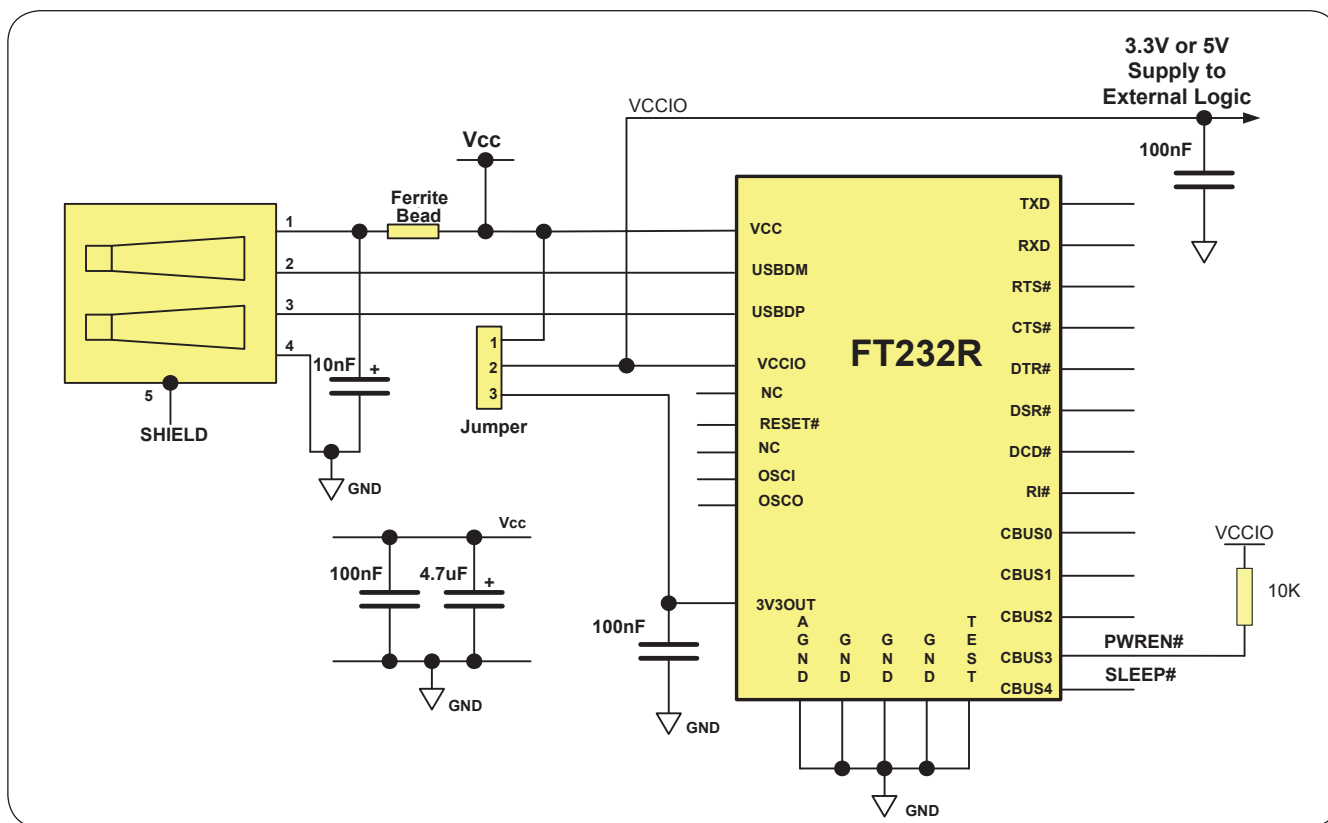 3.3V or 5V
Supply to
External Logic
VCCIO
100nF
Vcc
Ferrite
Bead
1
2
3
4
5
SHIELD
10nF
+
GND
1
2
3
Jumper
FT232R
VCC
USBDM
USBDP
VCCIO
NC
RESET#
NC
OSCI
OSCO
3V3OUT
AGND
GND
GND
GND
TEST
TXD
RXD
RTS#
CTS#
DTR#
DSR#
DCD#
RI#
CBUS0
CBUS1
CBUS2
CBUS3
CBUS4
PWREN#
SLEEP#
VCCIO
10K
Vcc
100nF
4.7uF
+
GND
100nF
GND
GND